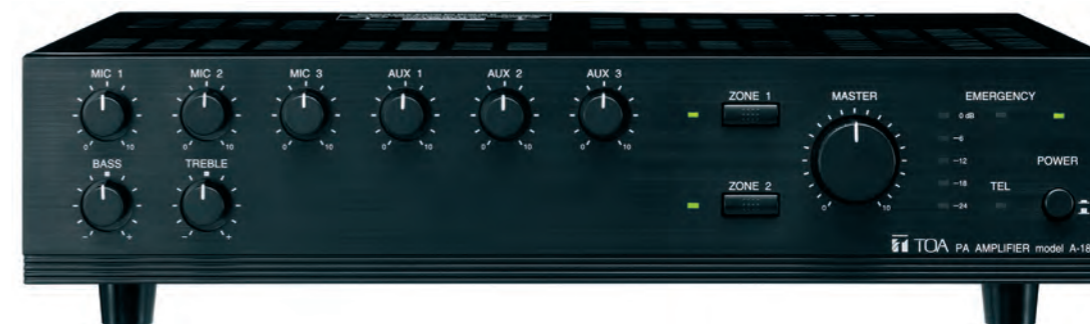 MIC 1 MIC 2 MIC 3 AUX 1 AUX 2 AUX 3
0 10 0 10 0 10 0 10 0 10 0 10
BASS TREBLE
- + - +
ZONE 1
ZONE 2
MASTER
0 10
EMERGENCY
0 dB
-6
-12
-18
-24
TEL
POWER
TOA PA AMPLIFIER model A-18